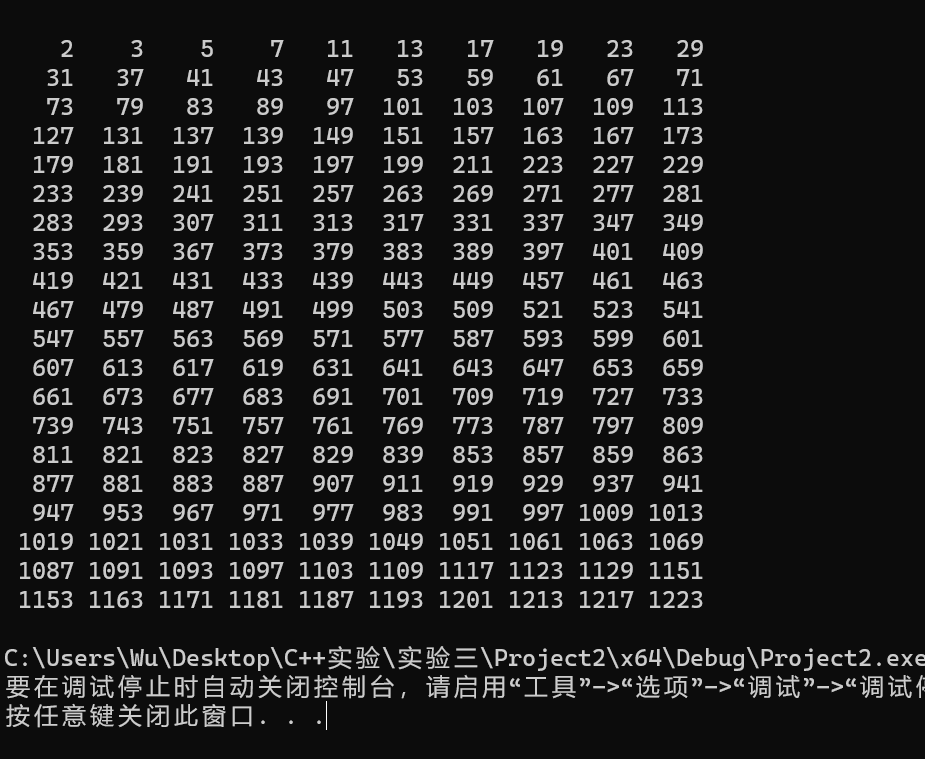 2 3 5 7 11 13 17 19 23 29
31 37 41 43 47 53 59 61 67 71
73 79 83 89 97 101 103 107 109 113
127 131 137 139 149 151 157 163 167 173
179 181 191 193 197 199 211 223 227 229
233 239 241 251 257 263 269 271 277 281
283 293 307 311 313 317 331 337 347 349
353 359 367 373 379 383 389 397 401 409
419 421 431 433 439 443 449 457 461 463
467 479 487 491 499 503 509 521 523 541
547 557 563 569 571 577 587 593 599 601
607 613 617 619 631 641 643 647 653 659
661 673 677 683 691 701 709 719 727 733
739 743 751 757 761 769 773 787 797 809
811 821 823 827 829 839 853 857 859 863
877 881 883 887 907 911 919 929 937 941
947 953 967 971 977 983 991 997 1009 1013
1019 1021 1031 1033 1039 1049 1051 1061 1063 1069
1087 1091 1093 1097 1103 1109 1117 1123 1129 1151
1153 1163 1171 1181 1187 1193 1201 1213 1217 1223
C:\Users\Wu\Desktop\C++实验\实验三\Project2\x64\Debug\Project2.exe
要在调试停止时自动关闭控制台，请启用“工具”->“选项”->“调试”->“调试停
按任意键关闭此窗口. . .